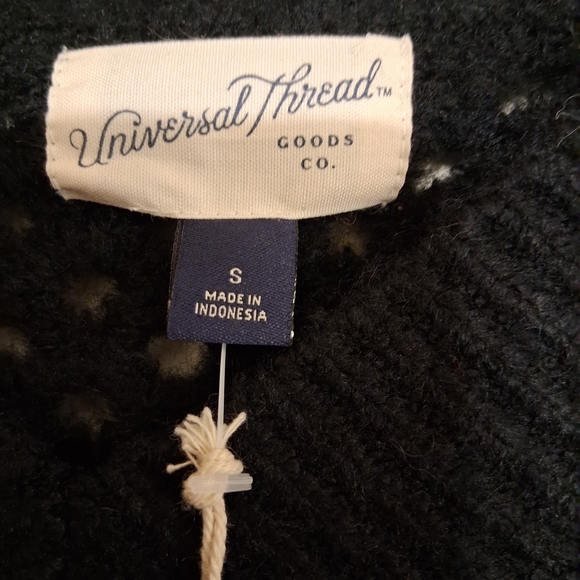 Universal Thread™
GOODS
CO.
S
MADE IN
INDONESIA